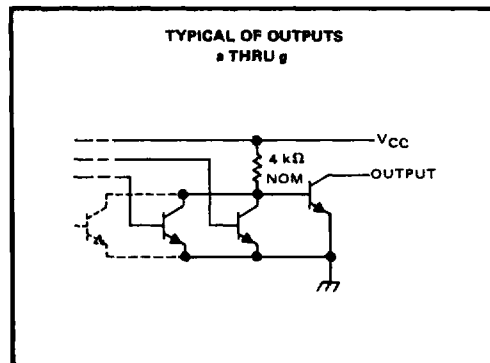 TYPICAL OF OUTPUTS
a THRU g
VCC
4 kΩ
NOM
OUTPUT